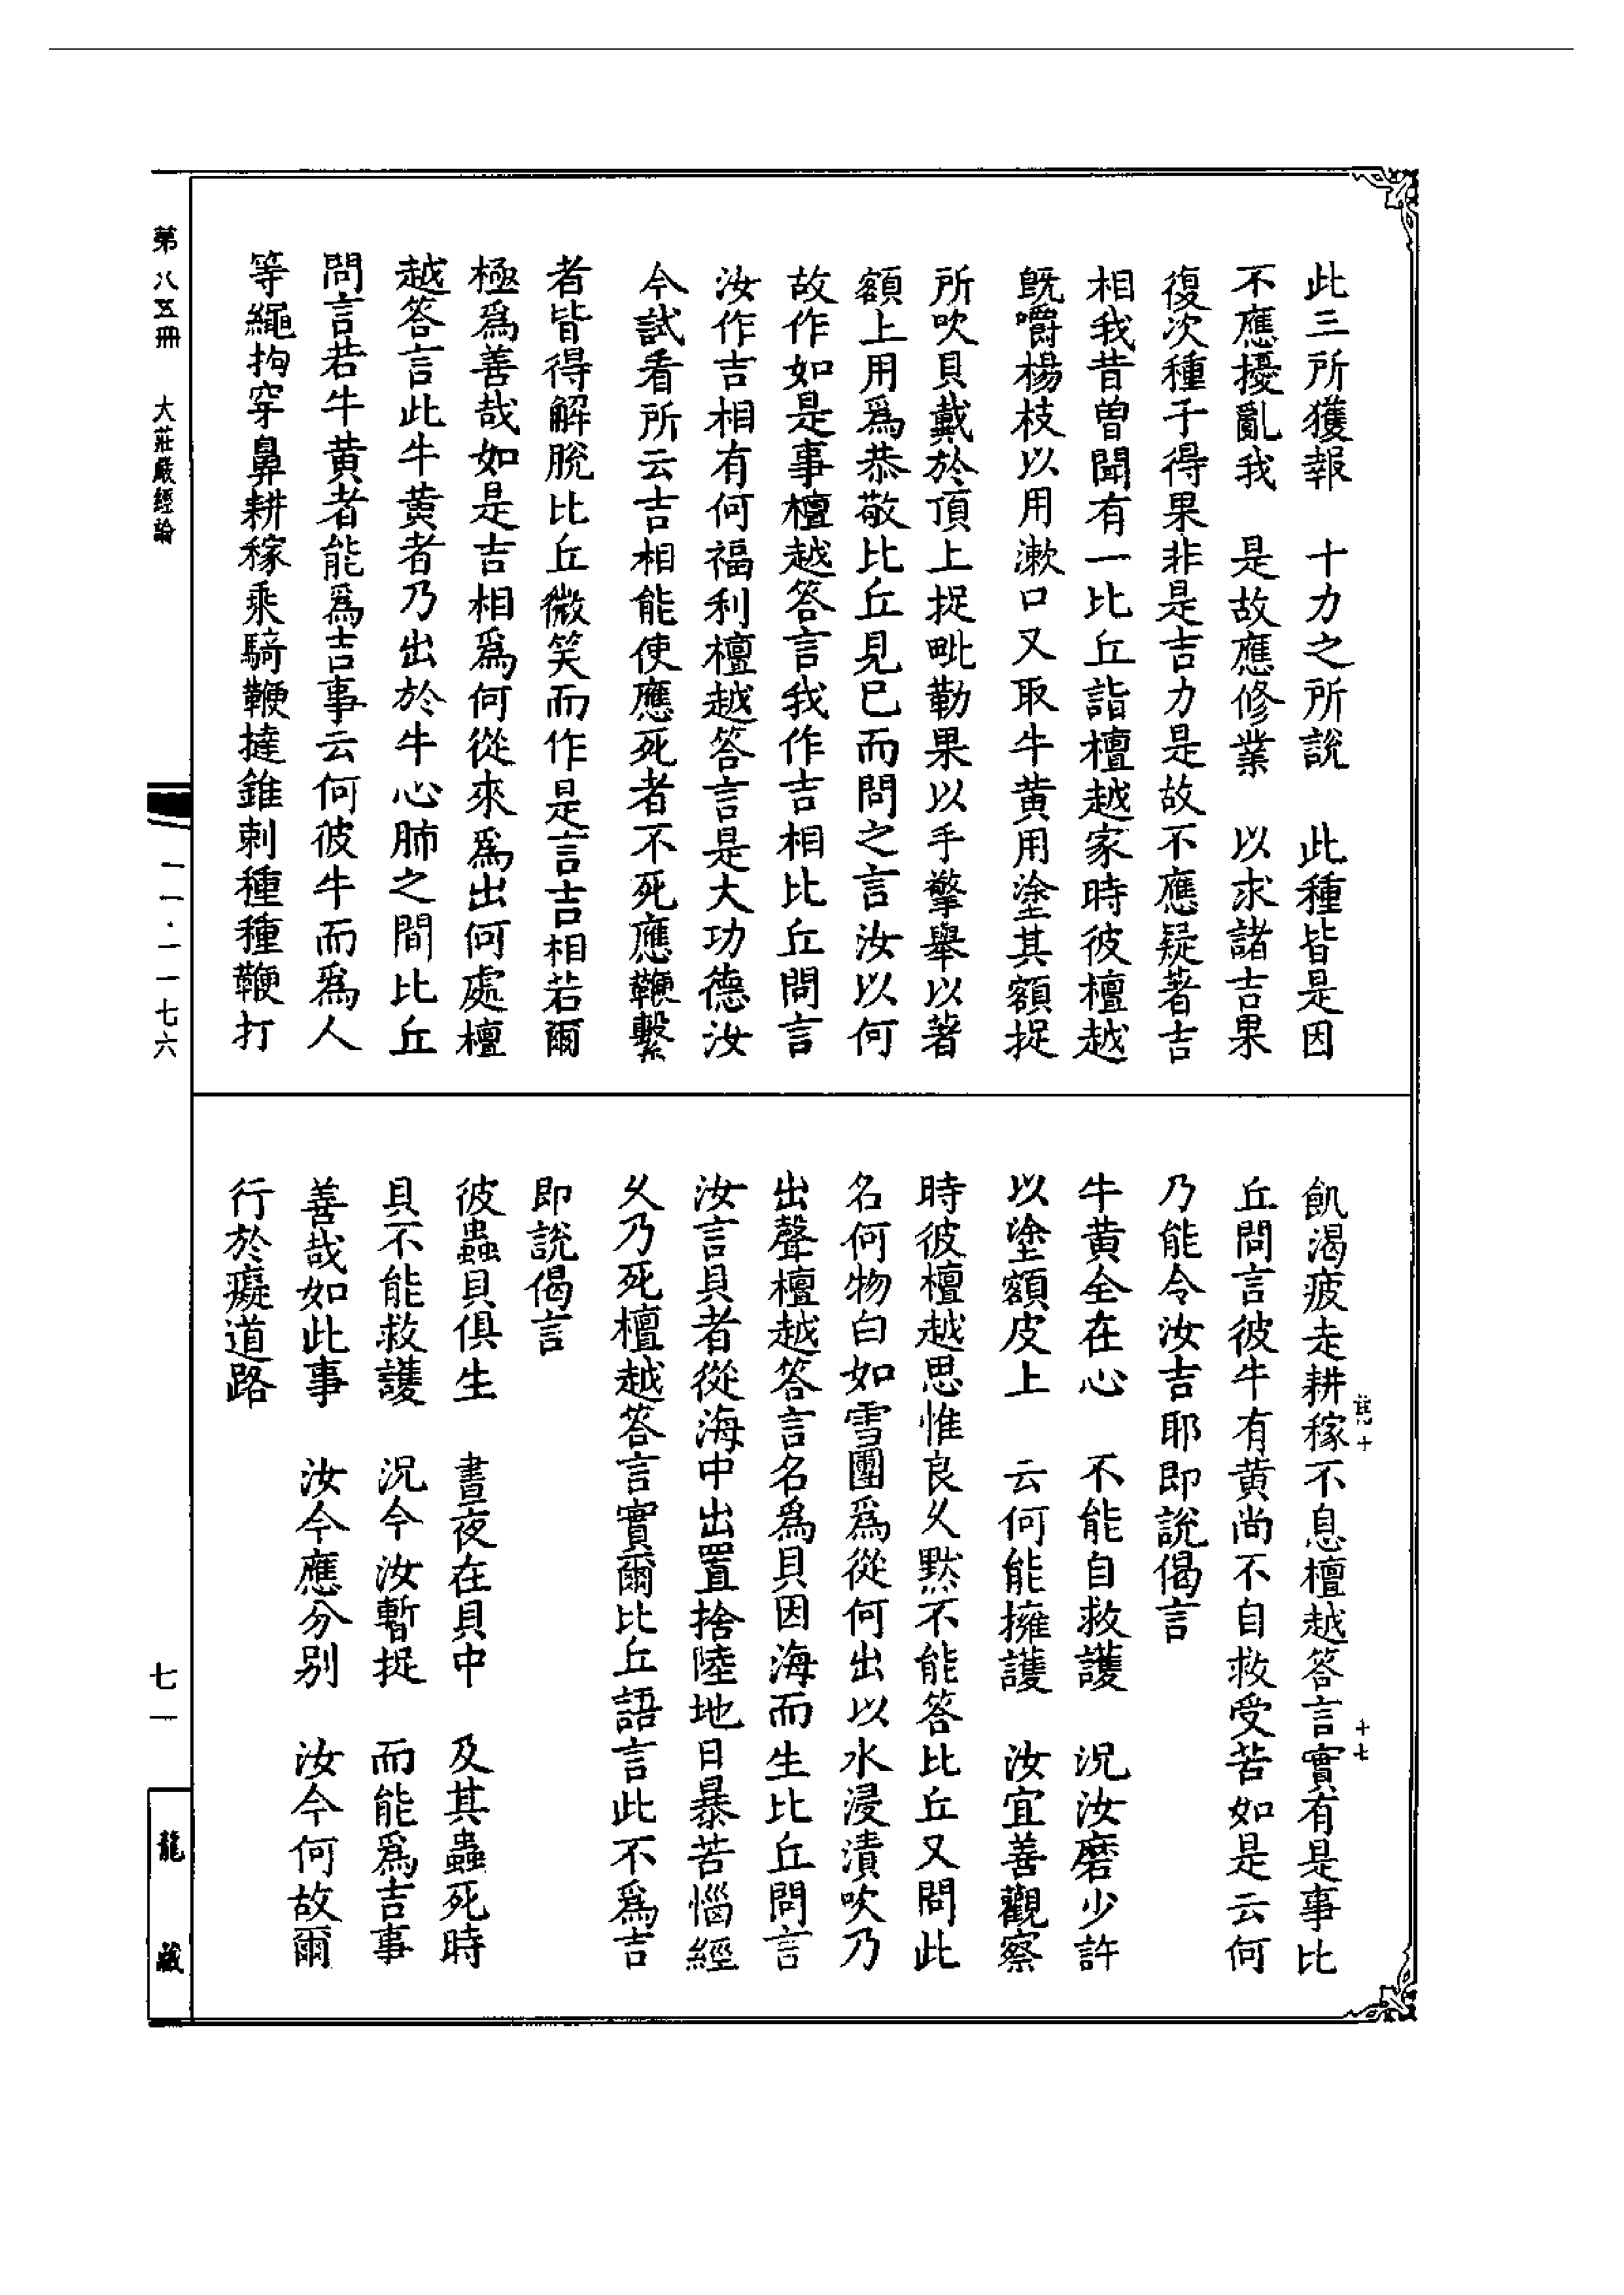 此三所獲報　十力之所說　此種皆是因
不應擾亂我　是故應修業　以求諸吉果
復次種子得果非是吉力是故不應疑著吉
相我昔曾聞有一比丘詣檀越家時彼檀越
既嚼楊枝以用漱口又取牛黃用塗其額捉
所吹貝戴於頂上捉毗勒果以手擎舉以著
額上用爲恭敬比丘見已而問之言汝以何
故作如是事檀越答言我作吉相比丘問言
汝作吉相有何福利檀越答言是大功德汝
今試看所云吉相能使應死者不死應鞭繫
者皆得解脫比丘微笑而作是言吉相若爾
極爲善哉如是吉相爲何從來爲出何處檀
越答言此牛黃者乃出於牛心肺之間比丘
問言若牛黃者能爲吉事云何彼牛而爲人
等繩拘穿鼻耕稼乘騎鞭撻錐刺種種鞭打
飢渴疲走耕稼不息檀越答言實有是事比
丘問言彼牛有黃尚不自救受苦如是云何
乃能令汝吉耶即說偈言
牛黃全在心　不能自救護　況汝磨少許
以塗額皮上　云何能擁護　汝宜善觀察
時彼檀越思惟良久默不能答比丘又問此
名何物白如雪團爲從何出以水浸漬吹乃
出聲檀越答言名爲貝因海而生比丘問言
汝言貝者從海中出置捨陸地日暴苦惱經
久乃死檀越答言實爾比丘語言此不爲吉
即說偈言
彼蟲貝俱生　晝夜在貝中　及其蟲死時
貝不能救護　況今汝暫捉　而能爲吉事
善哉如此事　汝今應分別　汝今何故爾
行於癡道路
十
十七
第八五冊　大莊嚴經論
一一·一一七六
七一
龍藏